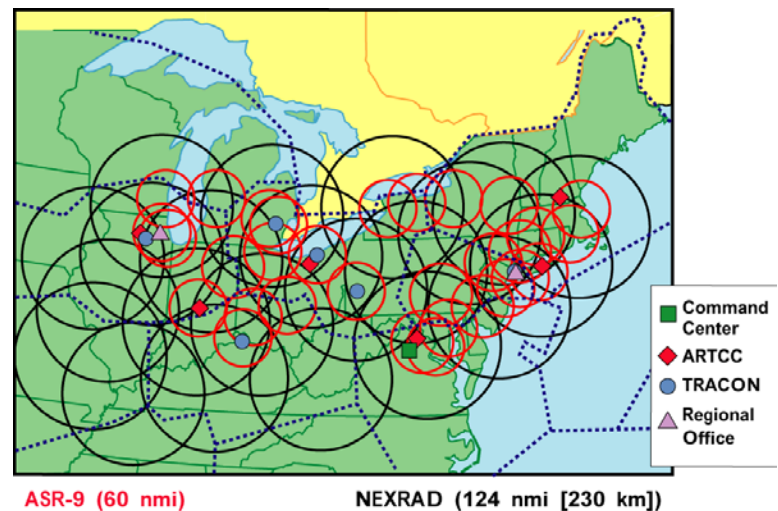 Command
Center
ARTCC
TRACON
Regional
Office
ASR-9 (60 nmi)
NEXRAD (124 nmi [230 km])